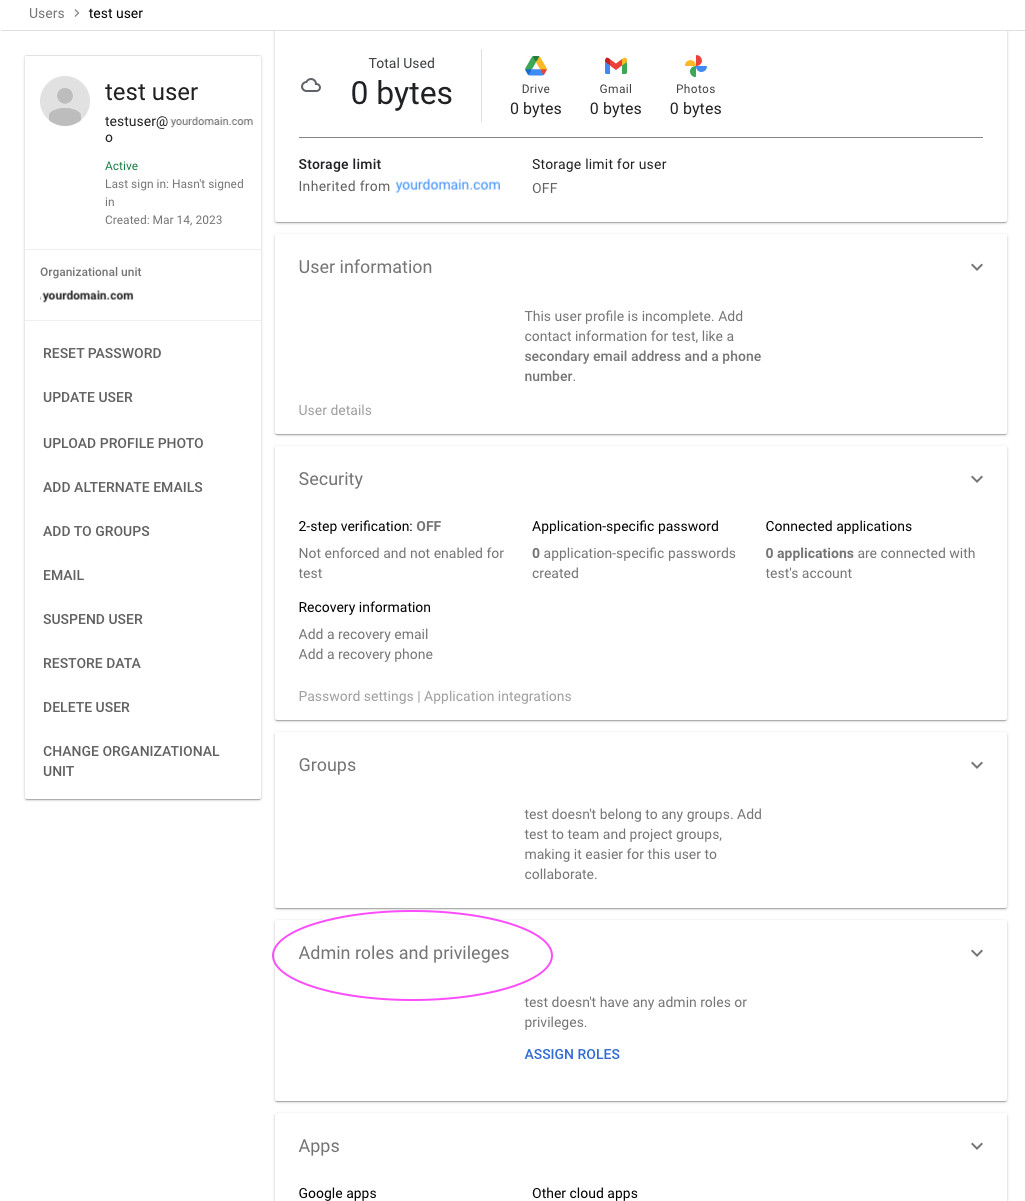 Users > test user
test user
testuser@ yourdomain.com
o
Active
Last sign in: Hasn't signed
in
Created: Mar 14, 2023
Organizational unit
yourdomain.com
RESET PASSWORD
UPDATE USER
UPLOAD PROFILE PHOTO
ADD ALTERNATE EMAILS
ADD TO GROUPS
EMAIL
SUSPEND USER
RESTORE DATA
DELETE USER
CHANGE ORGANIZATIONAL
UNIT
Total Used
0 bytes
Drive
0 bytes
Gmail
0 bytes
Photos
0 bytes
Storage limit
Inherited from yourdomain.com
Storage limit for user
OFF
User information
This user profile is incomplete. Add
contact information for test, like a
secondary email address and a phone
number.
User details
Security
2-step verification: OFF
Not enforced and not enabled for
test
Application-specific password
0 application-specific passwords
created
Connected applications
0 applications are connected with
test's account
Recovery information
Add a recovery email
Add a recovery phone
Password settings | Application integrations
Groups
test doesn't belong to any groups. Add
test to team and project groups,
making it easier for this user to
collaborate.
Admin roles and privileges
test doesn't have any admin roles or
privileges.
ASSIGN ROLES
Apps
Google apps
Other cloud apps